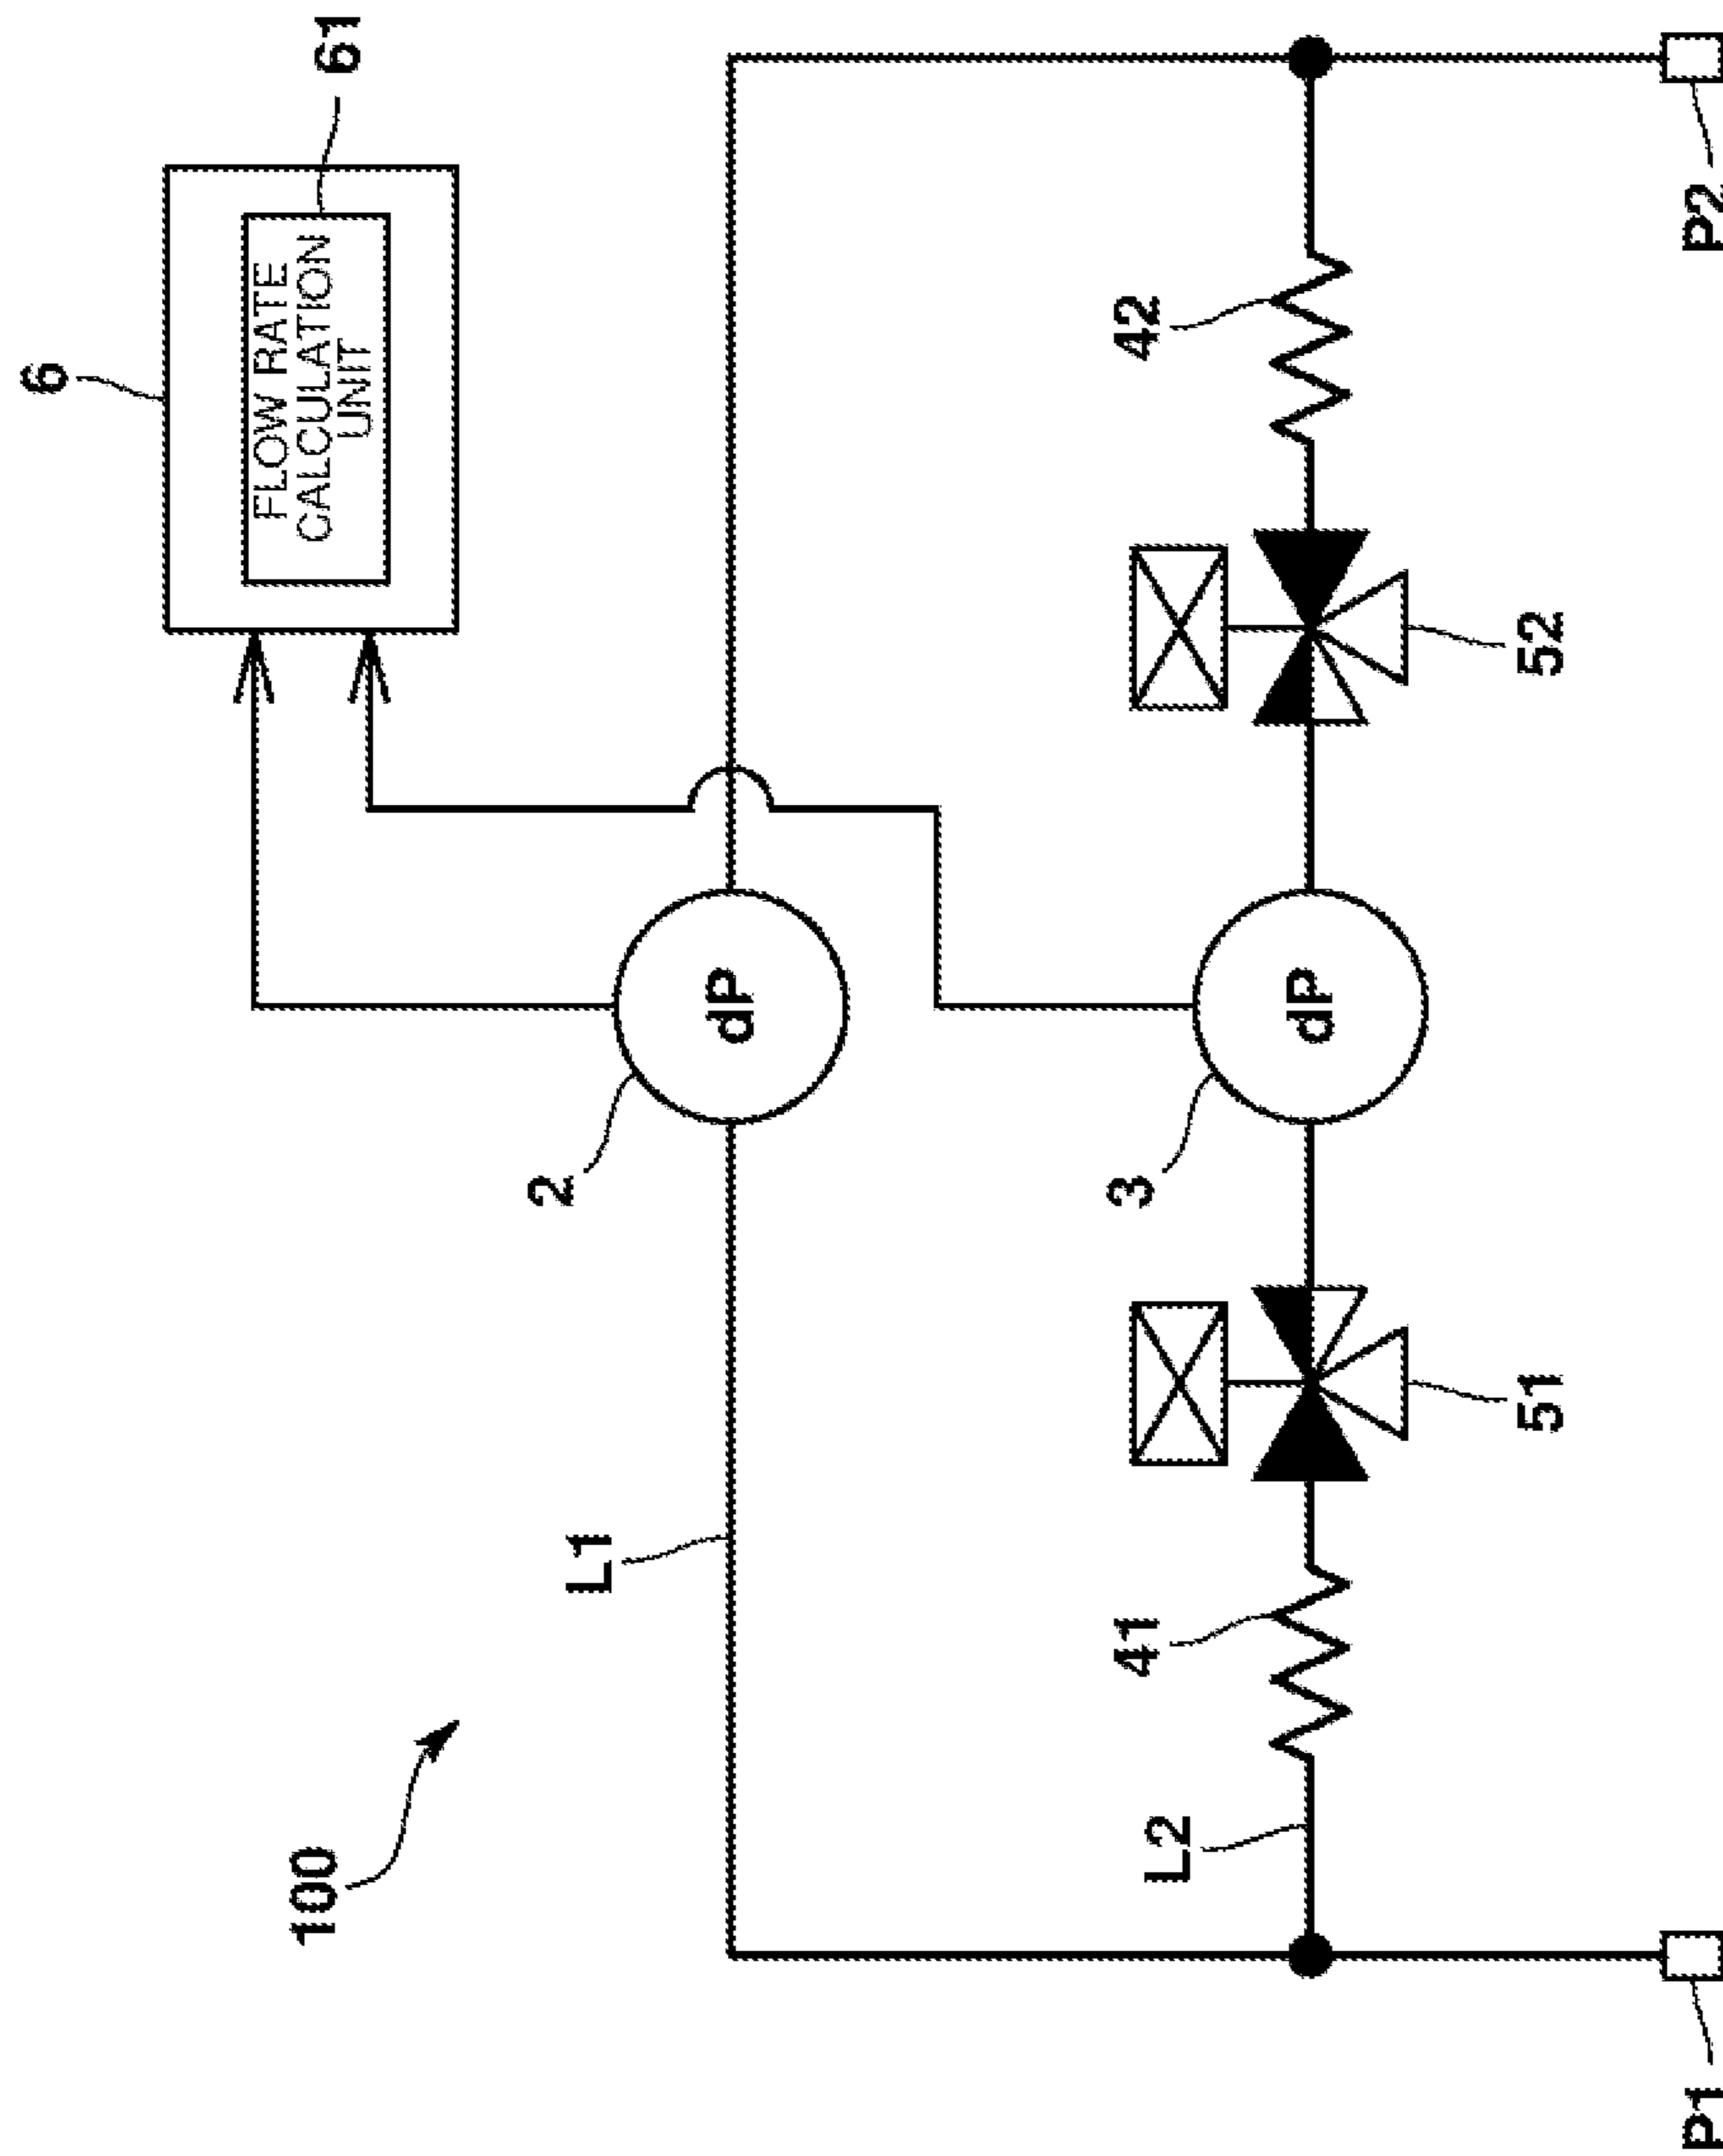 100
6
61
FLOW RATE
CALCULATION
UNIT
L1
2
dP
L2
41
3
dP
42
51
52
P1
P2